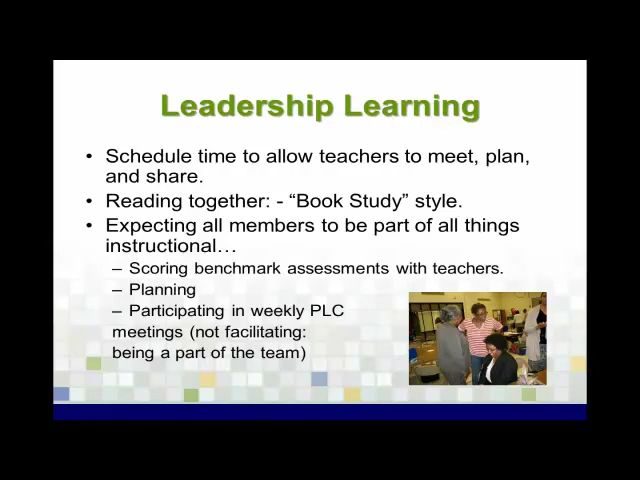 Leadership Learning
• Schedule time to allow teachers to meet, plan,
and share.
• Reading together: - “Book Study” style.
• Expecting all members to be part of all things
instructional…
– Scoring benchmark assessments with teachers.
– Planning
– Participating in weekly PLC
meetings (not facilitating:
being a part of the team)